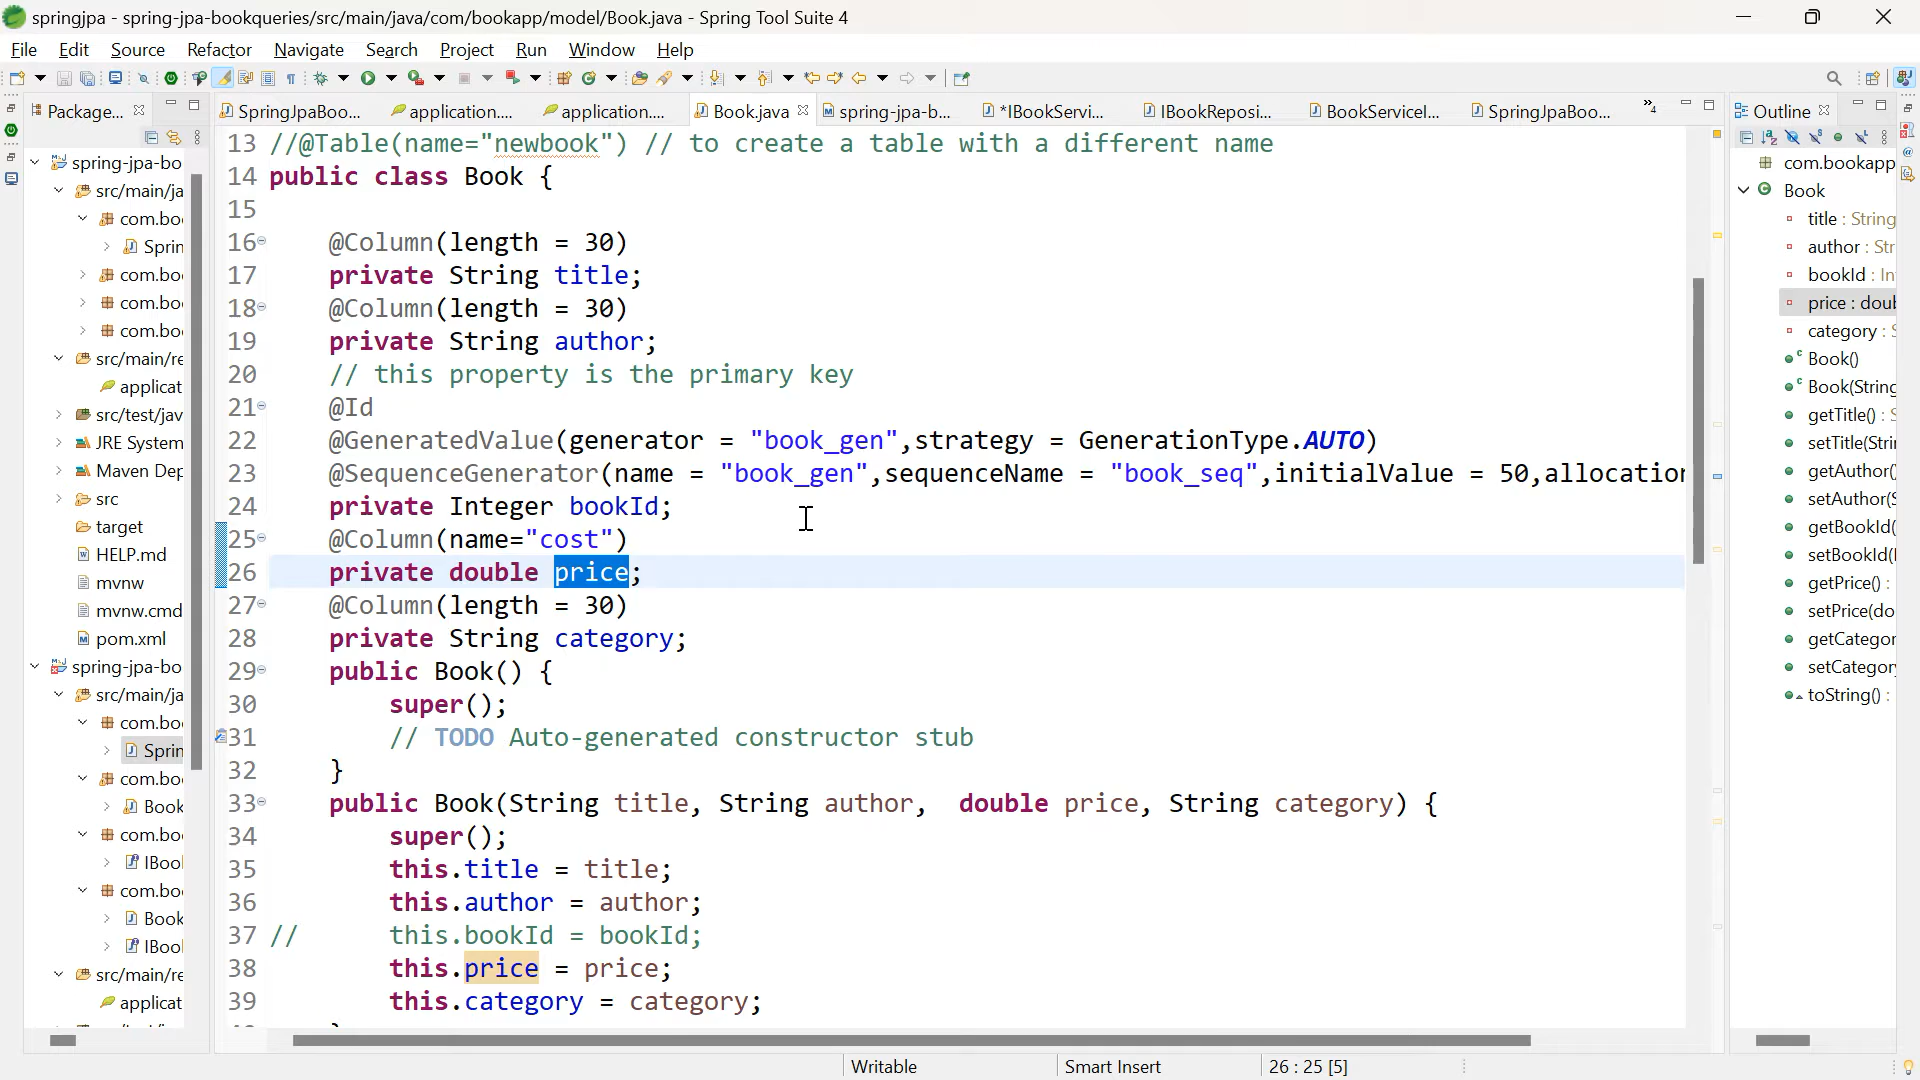 springjpa - spring-jpa-bookqueries/src/main/java/com/bookapp/model/Book.java - Spring Tool Suite 4
File Edit Source Refactor Navigate Search Project Run Window Help
Package... SpringJpaBoo... application.... application.... Book.java spring-jpa-b... *IBookServi... IBookReposi... BookServiceI... SpringJpaBoo... »4 Outline
13 //@Table(name="newbook") // to create a table with a different name
14 public class Book {
15
16 @Column(length = 30)
17 private String title;
18 @Column(length = 30)
19 private String author;
20 // this property is the primary key
21 @Id
22 @GeneratedValue(generator = "book_gen",strategy = GenerationType.AUTO)
23 @SequenceGenerator(name = "book_gen",sequenceName = "book_seq",initialValue = 50,allocation
24 private Integer bookId;
25 @Column(name="cost")
26 private double price;
27 @Column(length = 30)
28 private String category;
29 public Book() {
30 super();
31 // TODO Auto-generated constructor stub
32 }
33 public Book(String title, String author, double price, String category) {
34 super();
35 this.title = title;
36 this.author = author;
37 // this.bookId = bookId;
38 this.price = price;
39 this.category = category;
spring-jpa-bo
src/main/ja
com.bo
Sprin
com.bo
com.bo
com.bo
src/main/re
applicat
src/test/jav
JRE System
Maven Dep
src
target
HELP.md
mvnw
mvnw.cmd
pom.xml
spring-jpa-bo
src/main/ja
com.bo
Sprin
com.bo
Book
com.bo
IBoo
com.bo
Book
IBoo
src/main/re
applicat
com.bookapp
Book
title : String
author : Str
bookId : In
price : doub
category : S
Book()
Book(String
getTitle() : S
setTitle(Stri
getAuthor()
setAuthor(S
getBookId(
setBookId(I
getPrice() :
setPrice(do
getCategor
setCategory
toString() :
Writable Smart Insert 26 : 25 [5]